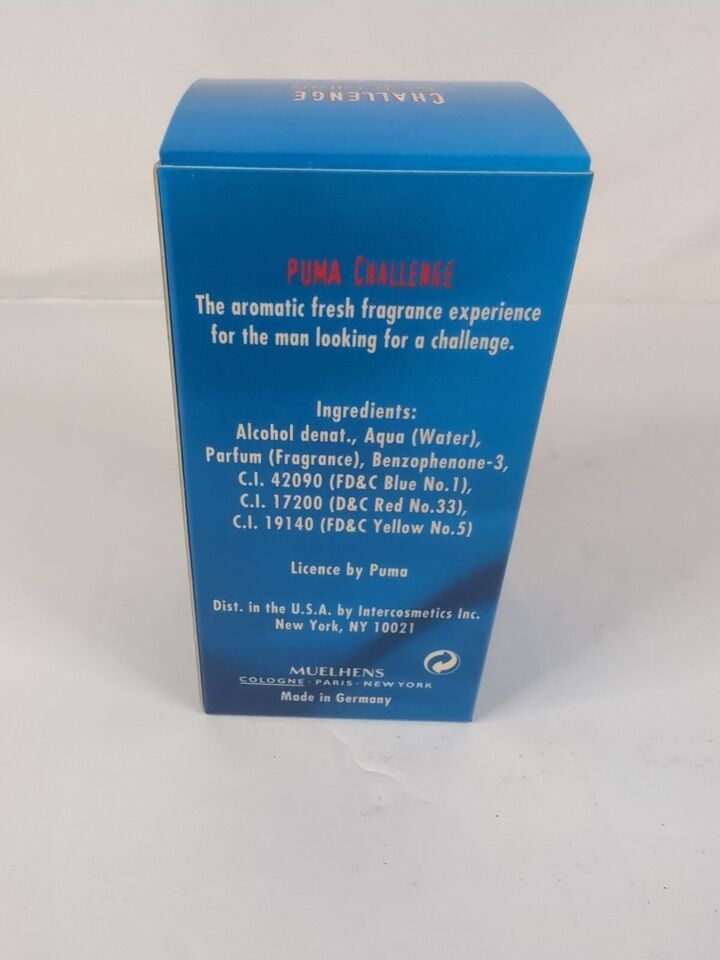 CHALLENGE
PUMA CHALLENGE
The aromatic fresh fragrance experience
for the man looking for a challenge.
Ingredients:
Alcohol denat., Aqua (Water),
Parfum (Fragrance), Benzophenone-3,
C.I. 42090 (FD&C Blue No.1),
C.I. 17200 (D&C Red No.33),
C.I. 19140 (FD&C Yellow No.5)
Licence by Puma
Dist. in the U.S.A. by Intercosmetics Inc.
New York, NY 10021
MUELHENS
COLOGNE · PARIS · NEW YORK
Made in Germany